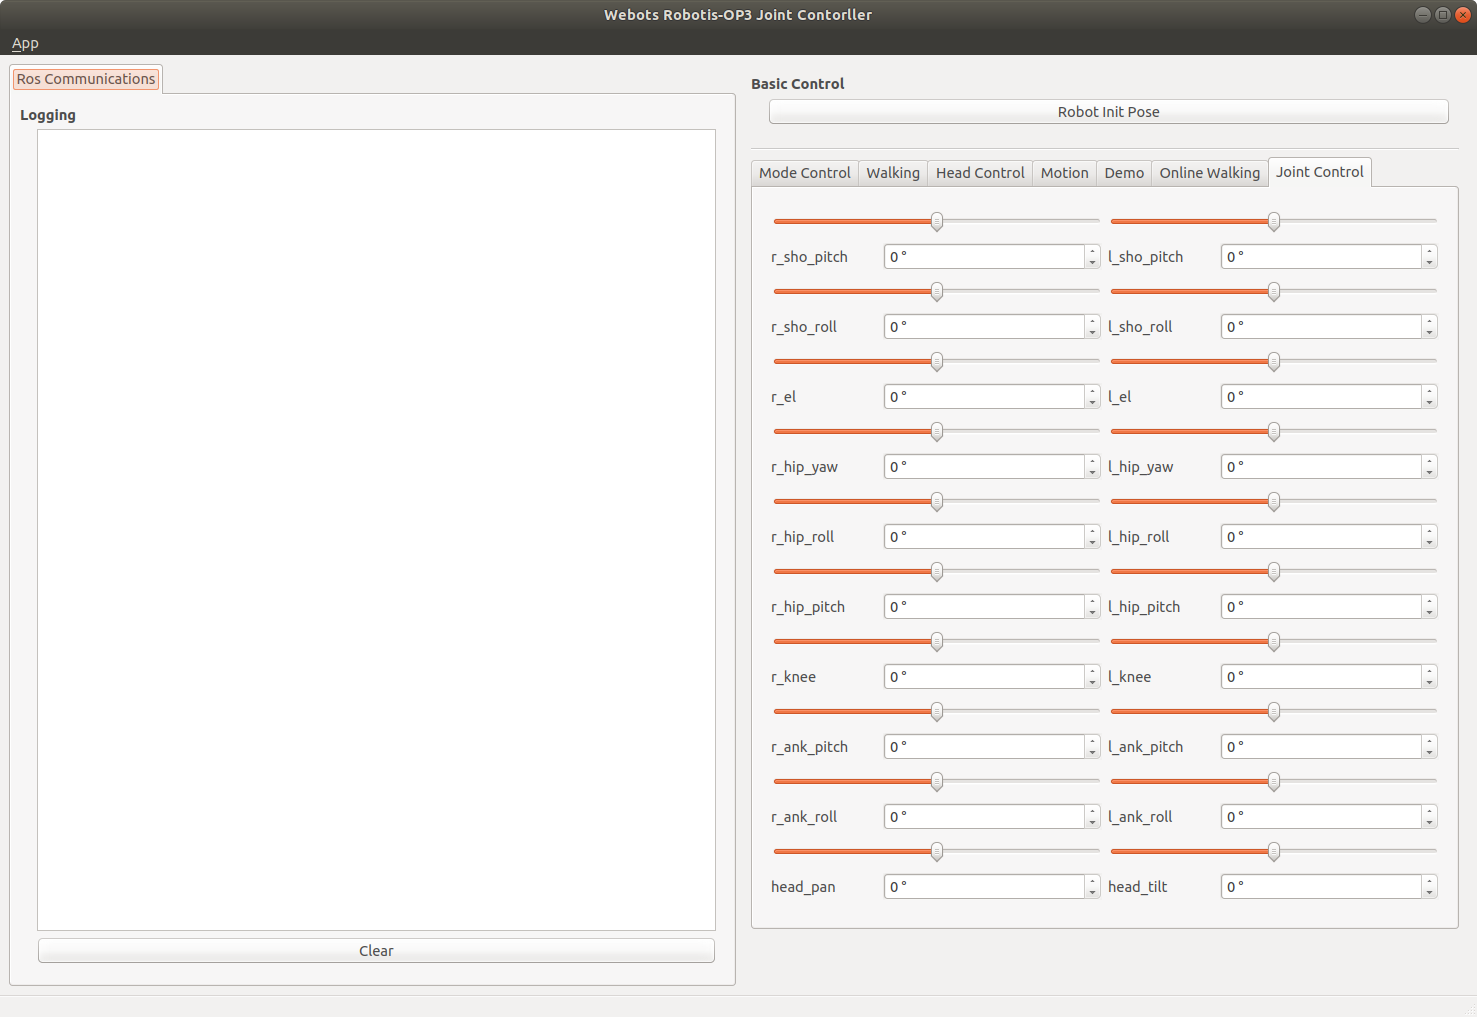 Webots Robotis-OP3 Joint Contorller
App
Ros Communications
Logging
Clear
Basic Control
Robot Init Pose
Mode Control Walking Head Control Motion Demo Online Walking Joint Control
r_sho_pitch 0 ° l_sho_pitch 0 °
r_sho_roll 0 ° l_sho_roll 0 °
r_el 0 ° l_el 0 °
r_hip_yaw 0 ° l_hip_yaw 0 °
r_hip_roll 0 ° l_hip_roll 0 °
r_hip_pitch 0 ° l_hip_pitch 0 °
r_knee 0 ° l_knee 0 °
r_ank_pitch 0 ° l_ank_pitch 0 °
r_ank_roll 0 ° l_ank_roll 0 °
head_pan 0 ° head_tilt 0 °